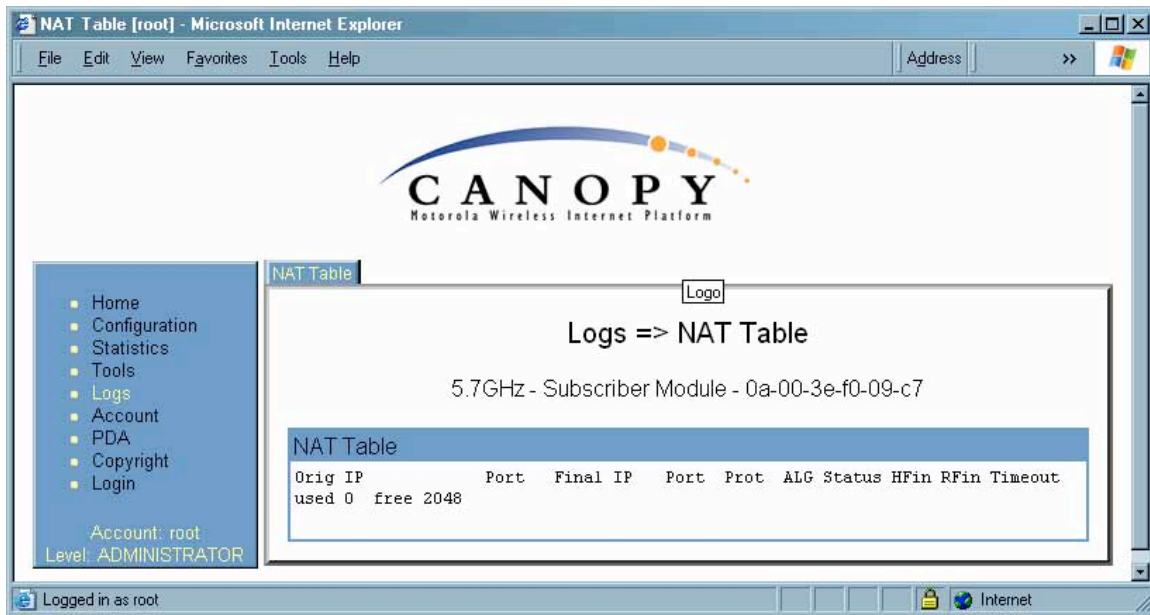 NAT Table [root] - Microsoft Internet Explorer
File Edit View Favorites Tools Help Address »
CANOPY
Motorola Wireless Internet Platform
NAT Table
Logo
Home
Configuration
Statistics
Tools
Logs
Account
PDA
Copyright
Login
Account: root
Level: ADMINISTRATOR
Logs => NAT Table
5.7GHz - Subscriber Module - 0a-00-3e-f0-09-c7
NAT Table
Orig IP Port Final IP Port Prot ALG Status HFin RFin Timeout
used 0 free 2048
Logged in as root Internet